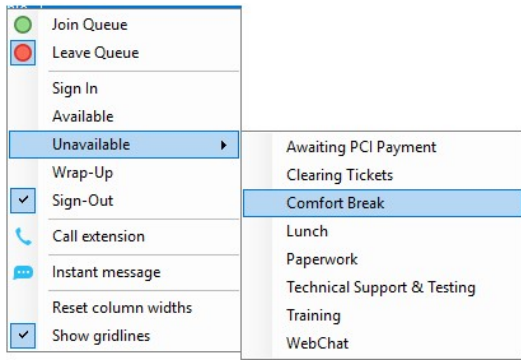 Join Queue
Leave Queue
Sign In
Available
Unavailable
Wrap-Up
Sign-Out
Call extension
Instant message
Reset column widths
Show gridlines
Awaiting PCI Payment
Clearing Tickets
Comfort Break
Lunch
Paperwork
Technical Support & Testing
Training
WebChat